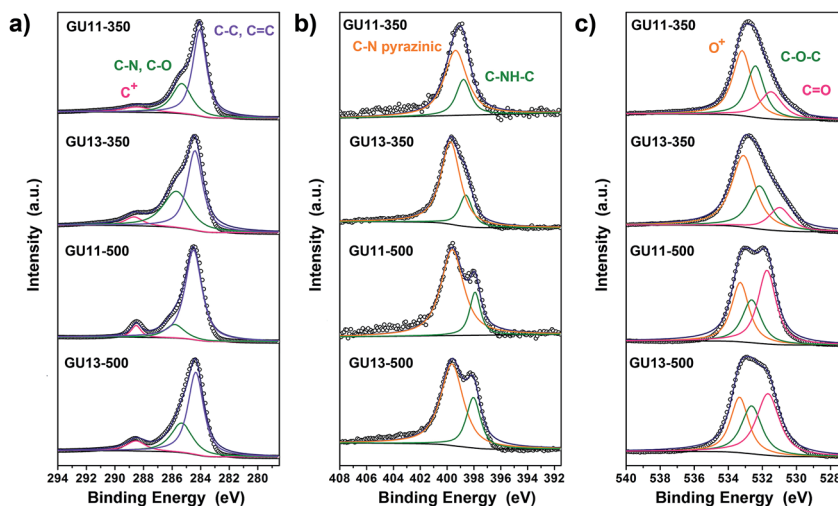 a)
GU11-350
C-C, C=C
C-N, C-O
C+
GU13-350
GU11-500
GU13-500
Intensity (a.u.)
Intensity (a.u.)
294 292 290 288 286 284 282 280
Binding Energy (eV)
b)
GU11-350
C-N pyrazinic
C-NH-C
GU13-350
GU11-500
GU13-500
Intensity (a.u.)
Intensity (a.u.)
408 406 404 402 400 398 396 394 392
Binding Energy (eV)
c)
GU11-350
O+
C-O-C
C=O
GU13-350
GU11-500
GU13-500
Intensity (a.u.)
Intensity (a.u.)
540 538 536 534 532 530 528
Binding Energy (eV)